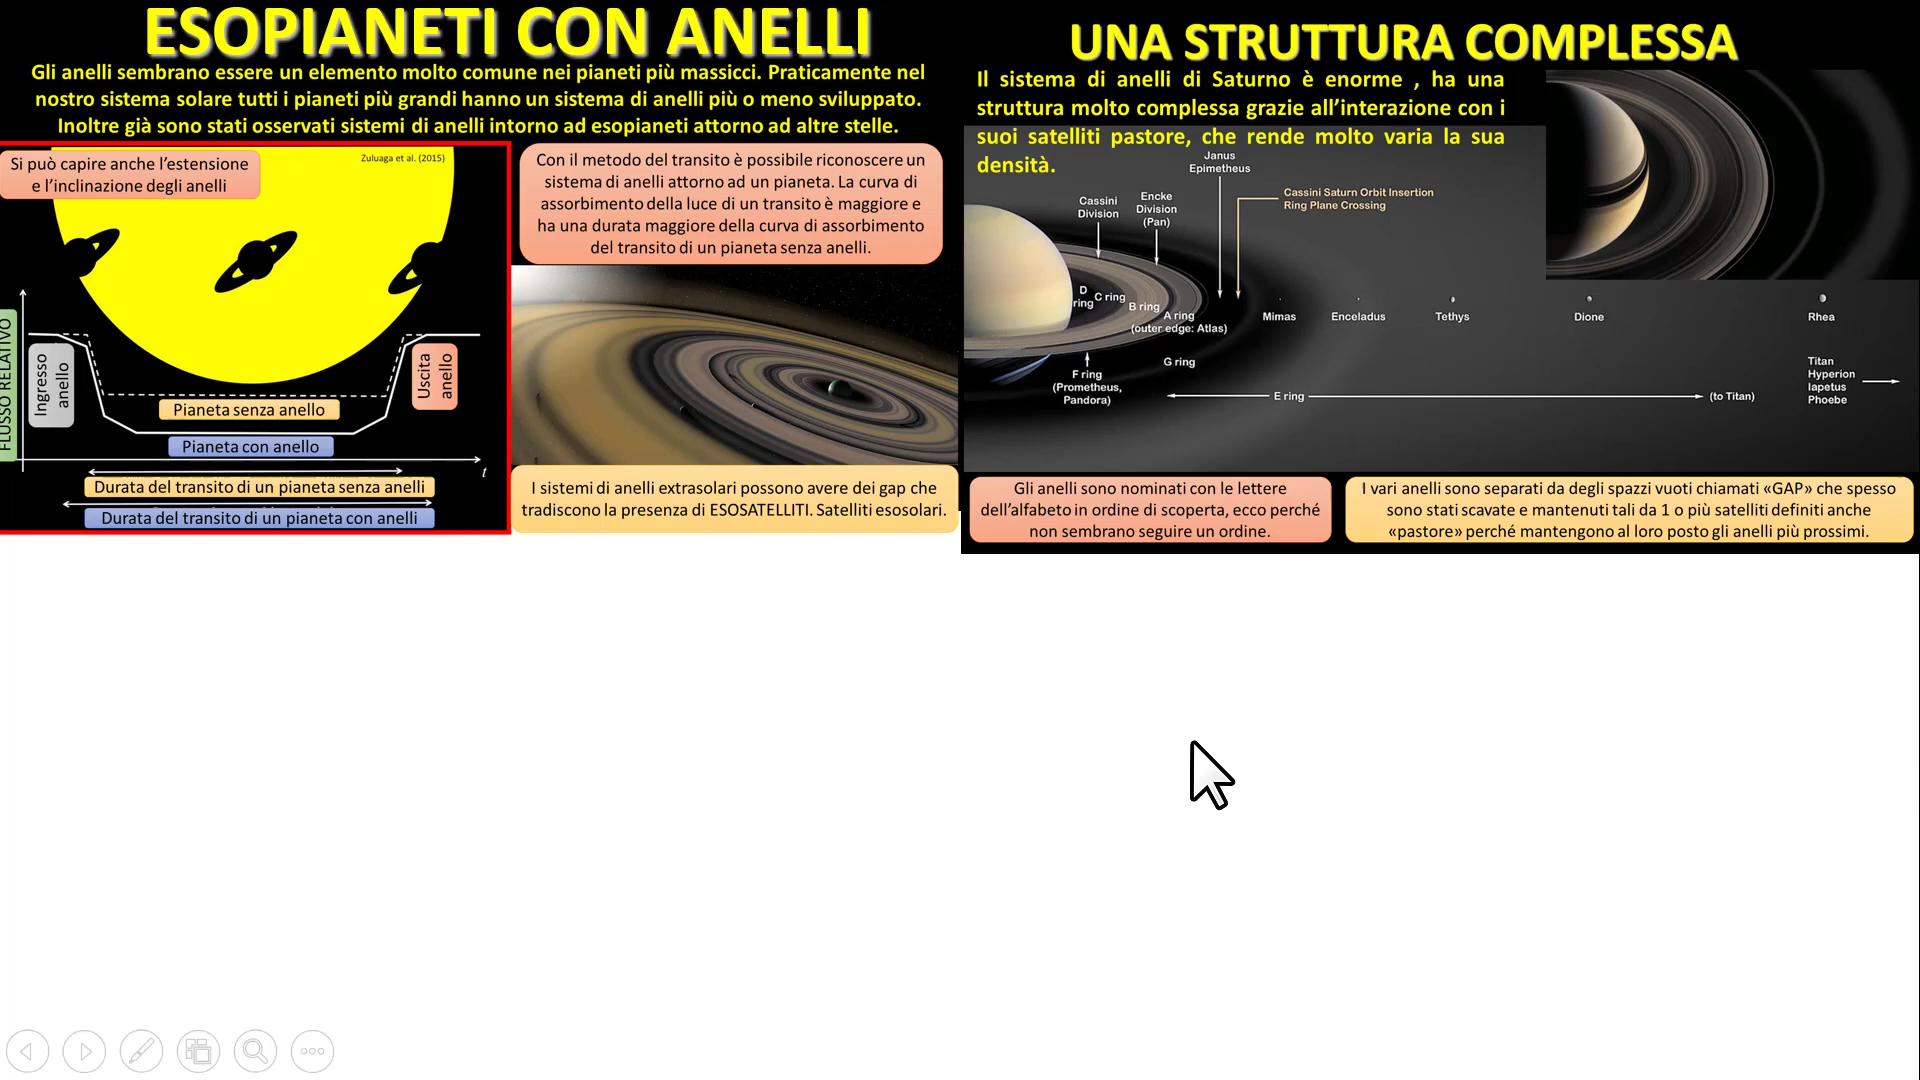 ESOPIANETI CON ANELLI
Gli anelli sembrano essere un elemento molto comune nei pianeti più massicci. Praticamente nel
nostro sistema solare tutti i pianeti più grandi hanno un sistema di anelli più o meno sviluppato.
Inoltre già sono stati osservati sistemi di anelli intorno ad esopianeti attorno ad altre stelle.
Si può capire anche l'estensione
e l'inclinazione degli anelli
Zuluaga et al. (2015)
FLUSSO RELATIVO
Ingresso
anello
Uscita
anello
Pianeta senza anello
Pianeta con anello
t
Durata del transito di un pianeta senza anelli
Durata del transito di un pianeta con anelli
Con il metodo del transito è possibile riconoscere un
sistema di anelli attorno ad un pianeta. La curva di
assorbimento della luce di un transito è maggiore e
ha una durata maggiore della curva di assorbimento
del transito di un pianeta senza anelli.
I sistemi di anelli extrasolari possono avere dei gap che
tradiscono la presenza di ESOSATELLITI. Satelliti esosolari.
UNA STRUTTURA COMPLESSA
Il sistema di anelli di Saturno è enorme , ha una
struttura molto complessa grazie all'interazione con i
suoi satelliti pastore, che rende molto varia la sua
densità.
Janus
Epimetheus
Cassini Saturn Orbit Insertion
Ring Plane Crossing
Cassini
Division
Encke
Division
(Pan)
D
ring
C ring
B ring
A ring
(outer edge: Atlas)
Mimas
Enceladus
Tethys
Dione
Rhea
G ring
F ring
(Prometheus,
Pandora)
E ring
(to Titan)
Titan
Hyperion
Iapetus
Phoebe
Gli anelli sono nominati con le lettere
dell'alfabeto in ordine di scoperta, ecco perché
non sembrano seguire un ordine.
I vari anelli sono separati da degli spazi vuoti chiamati «GAP» che spesso
sono stati scavate e mantenuti tali da 1 o più satelliti definiti anche
«pastore» perché mantengono al loro posto gli anelli più prossimi.